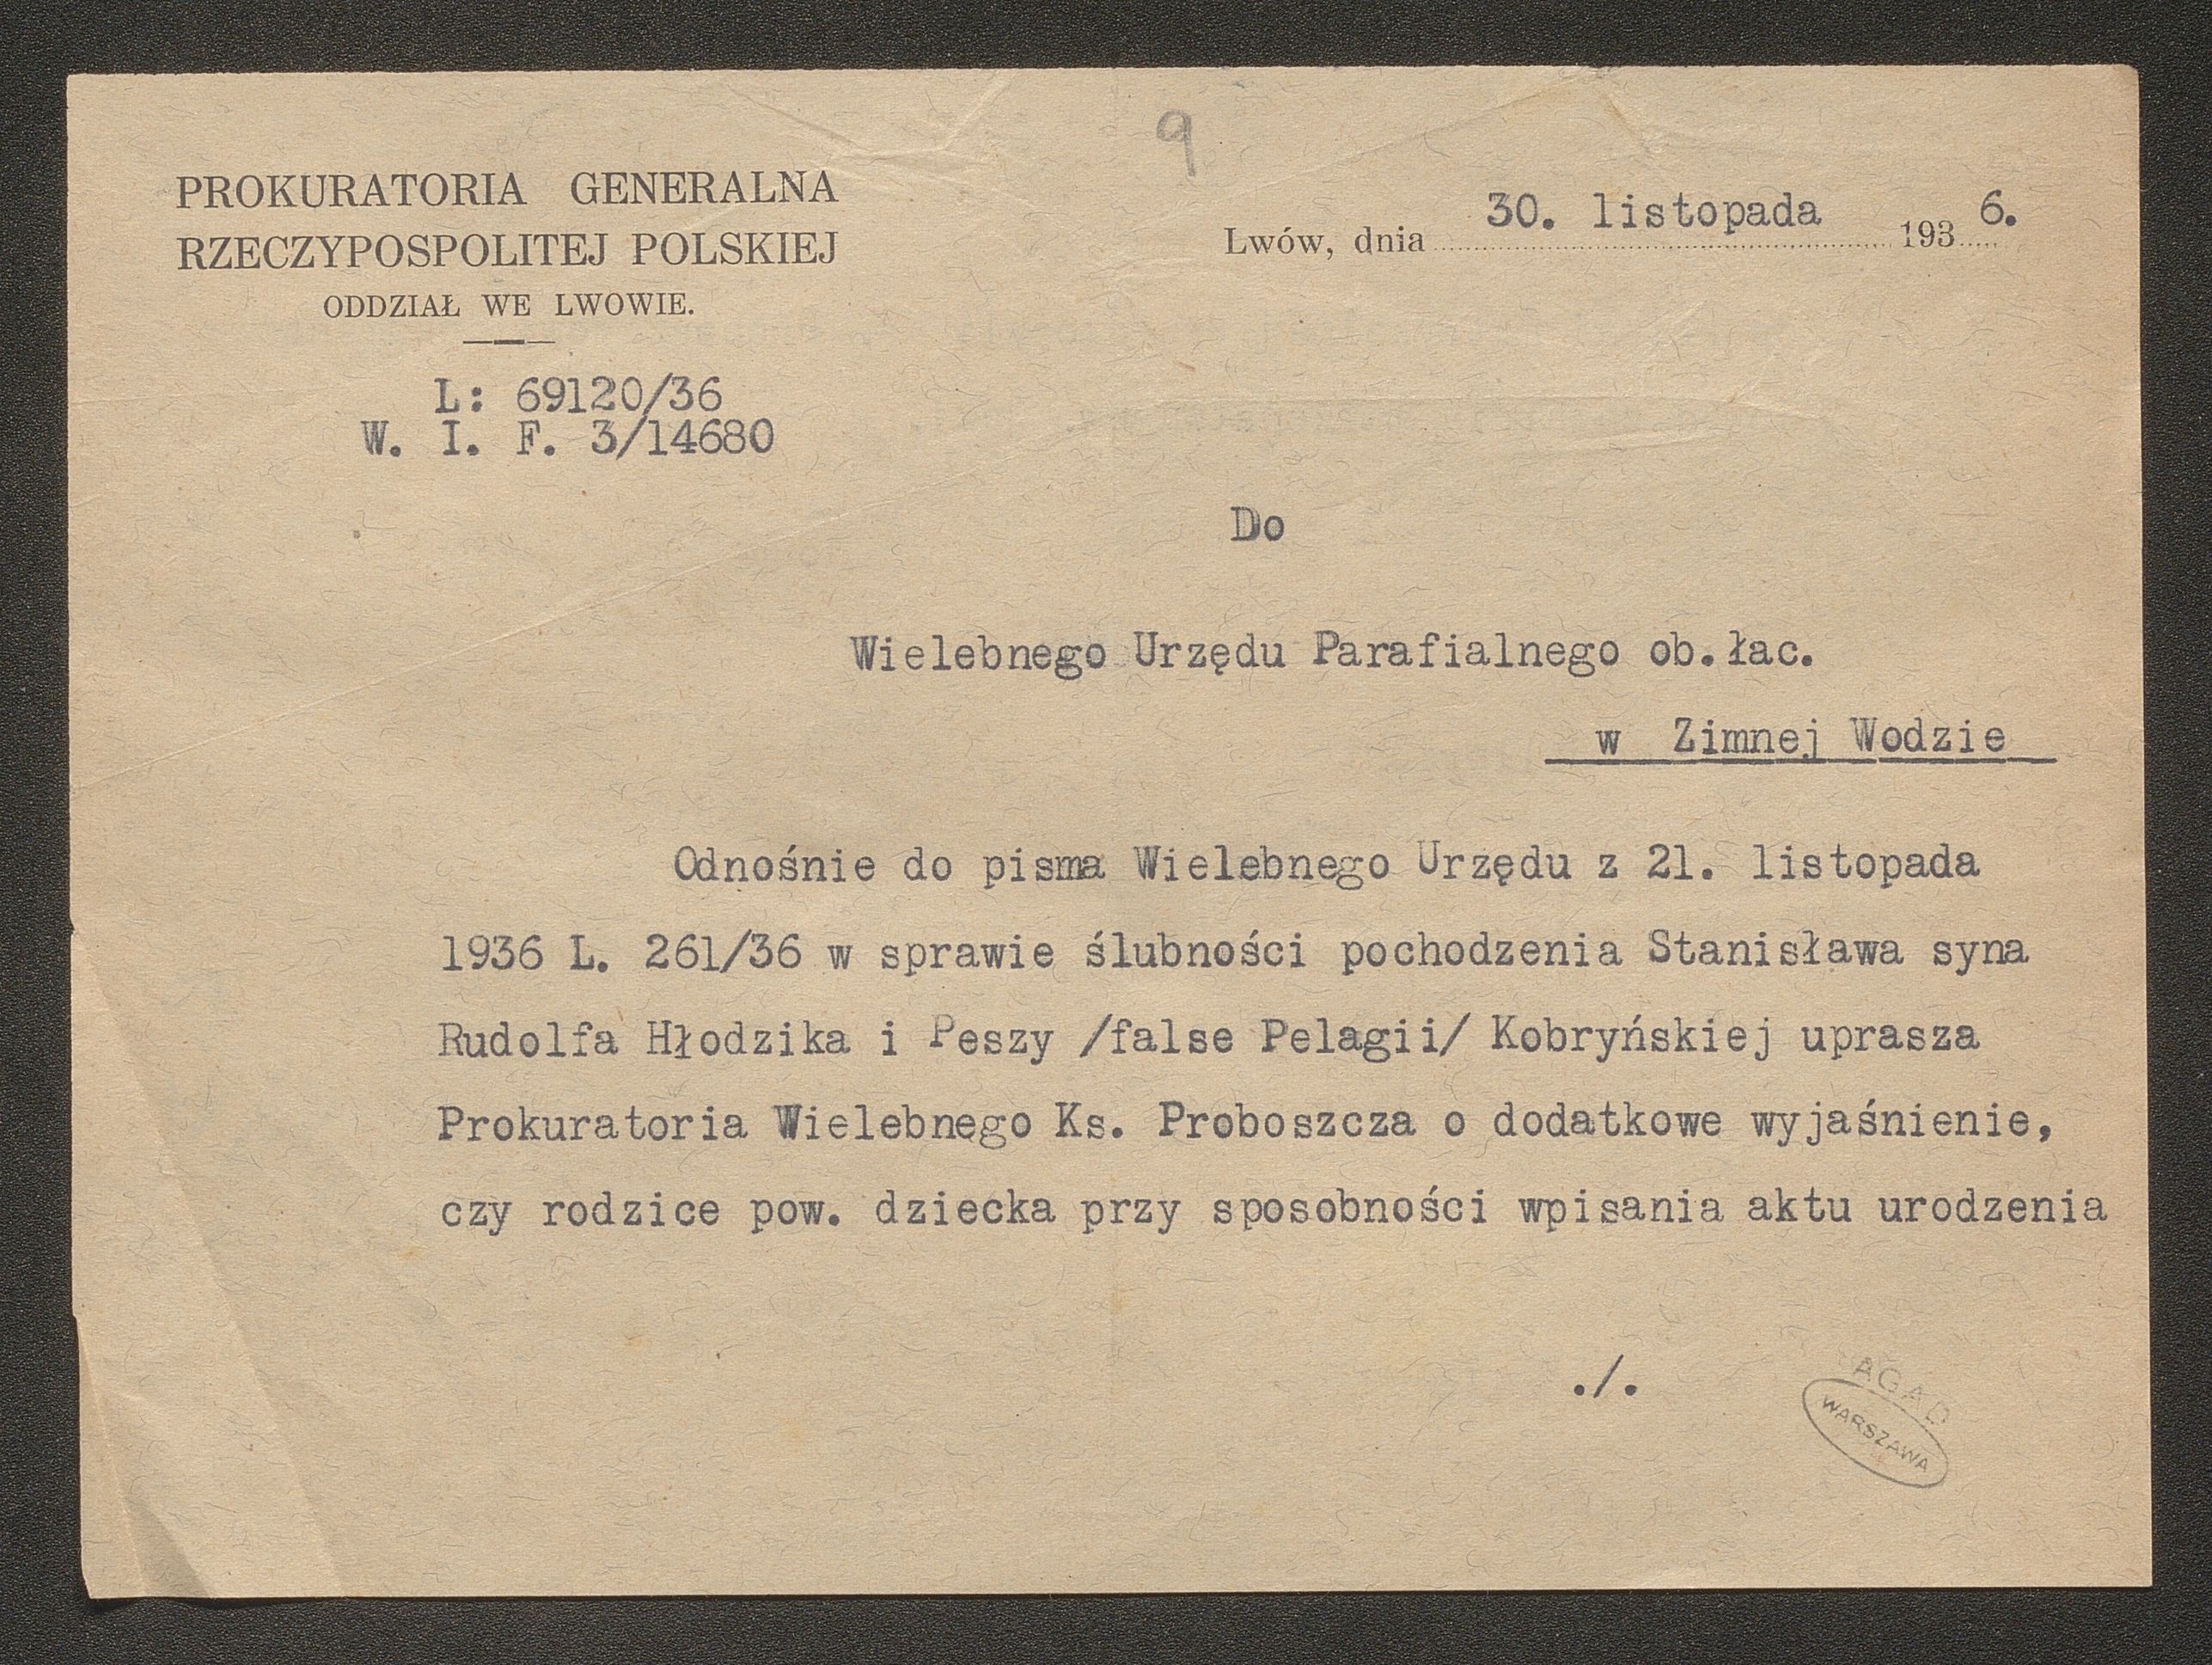 9
PROKURATORIA GENERALNA
RZECZYPOSPOLITEJ POLSKIEJ
ODDZIAŁ WE LWOWIE.
Lwów, dnia 30. listopada 1936.
L: 69120/36
W. I. F. 3/14680
Do
Wielebnego Urzędu Parafialnego ob.łac.
w Zimnej Wodzie
Odnośnie do pisma Wielebnego Urzędu z 21. listopada
1936 L. 261/36 w sprawie ślubności pochodzenia Stanisława syna
Rudolfa Hłodzika i Peszy /false Pelagii/ Kobryńskiej uprasza
Prokuratoria Wielebnego Ks. Proboszcza o dodatkowe wyjaśnienie,
czy rodzice pow. dziecka przy sposobności wpisania aktu urodzenia
./.
AGAD
WARSZAWA